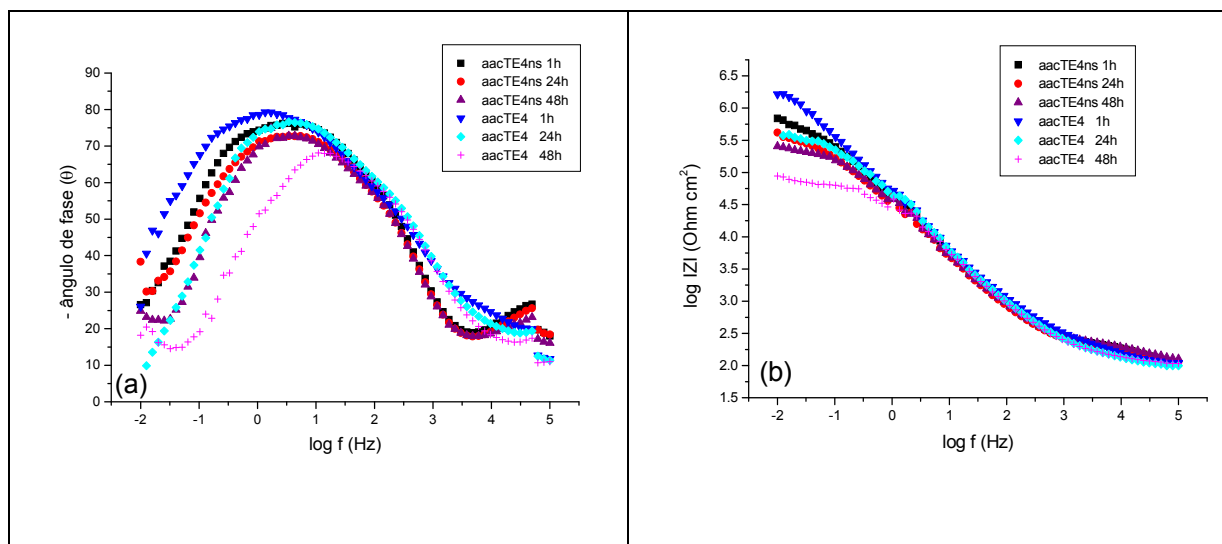 aacTE4ns 1h
aacTE4ns 24h
aacTE4ns 48h
aacTE4 1h
aacTE4 24h
aacTE4 48h
90
80
70
60
50
40
30
20
10
0
- ângulo de fase (θ)
(a)
-2 -1 0 1 2 3 4 5
log f (Hz)
aacTE4ns 1h
aacTE4ns 24h
aacTE4ns 48h
aacTE4 1h
aacTE4 24h
aacTE4 48h
6.5
6.0
5.5
5.0
4.5
4.0
3.5
3.0
2.5
2.0
1.5
log |Z| (Ohm cm²)
(b)
-2 -1 0 1 2 3 4 5
log f (Hz)